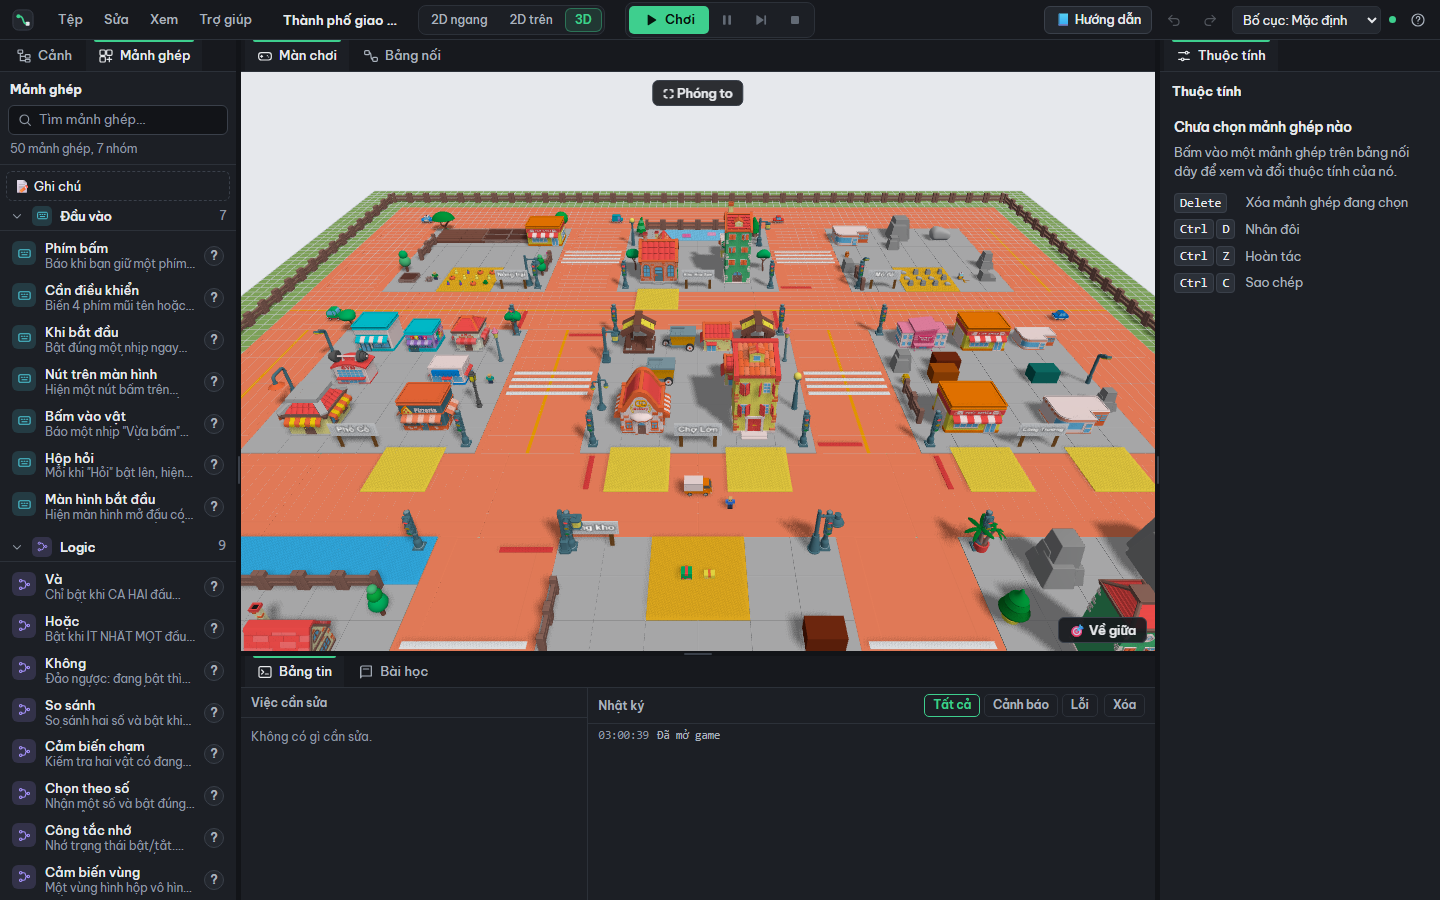 Tệp
Sửa
Xem
Trợ giúp
Thành phố giao ...
2D ngang
2D trên
3D
Chơi
Hướng dẫn
Bố cục: Mặc định
Cảnh
Mảnh ghép
Màn chơi
Bảng nối
Thuộc tính
Mảnh ghép
Tìm mảnh ghép...
50 mảnh ghép, 7 nhóm
Ghi chú
Đầu vào
7
Phím bấm
Báo khi bạn giữ một phím...
?
Cần điều khiển
Biến 4 phím mũi tên hoặc...
?
Khi bắt đầu
Bật đúng một nhịp ngay...
?
Nút trên màn hình
Hiện một nút bấm trên...
?
Bấm vào vật
Báo một nhịp "Vừa bấm"...
?
Hộp hỏi
Mỗi khi "Hỏi" bật lên, hiện...
?
Màn hình bắt đầu
Hiện màn hình mở đầu có...
?
Logic
9
Và
Chỉ bật khi CẢ HAI đầu...
?
Hoặc
Bật khi ÍT NHẤT MỘT đầu...
?
Không
Đảo ngược: đang bật thì...
?
So sánh
So sánh hai số và bật khi...
?
Cảm biến chạm
Kiểm tra hai vật có đang...
?
Chọn theo số
Nhận một số và bật đúng...
?
Công tắc nhớ
Nhớ trạng thái bật/tắt....
?
Cảm biến vùng
Một vùng hình hộp vô hìn...
?
Phóng to
Pizzeria
Phố Cổ
Chợ Lớn
ng kho
Về giữa
Bảng tin
Bài học
Việc cần sửa
Không có gì cần sửa.
Nhật ký
Tất cả
Cảnh báo
Lỗi
Xóa
03:00:39 Đã mở game
Thuộc tính
Chưa chọn mảnh ghép nào
Bấm vào một mảnh ghép trên bảng nối
dây để xem và đổi thuộc tính của nó.
Delete Xóa mảnh ghép đang chọn
Ctrl D Nhân đôi
Ctrl Z Hoàn tác
Ctrl C Sao chép